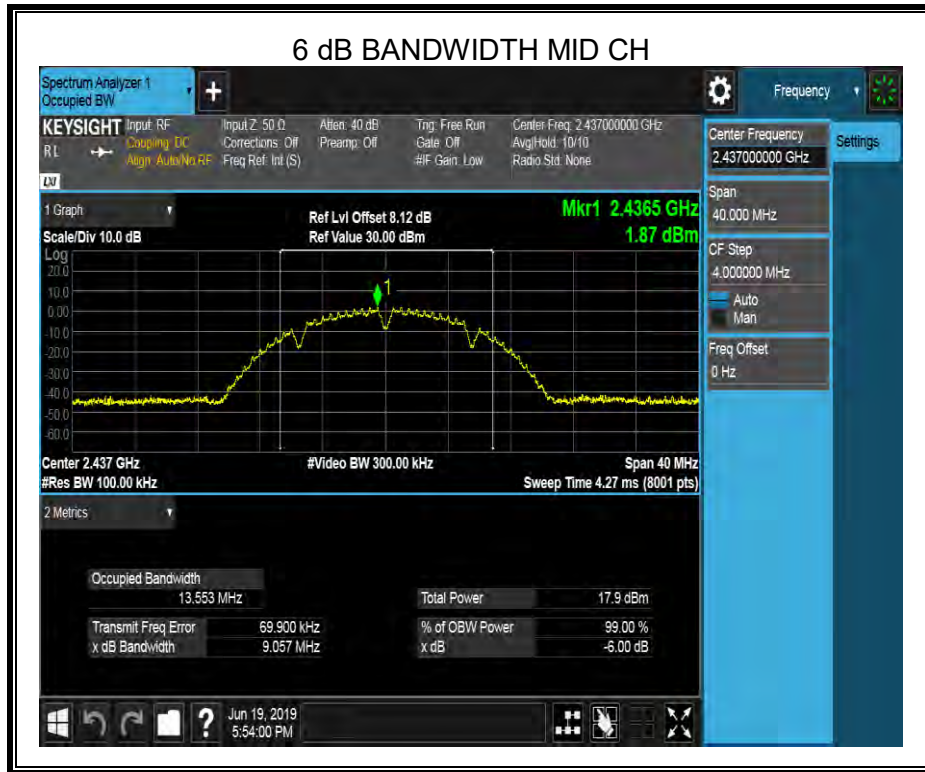 6 dB BANDWIDTH MID CH
Spectrum Analyzer 1
Occupied BW
+
Frequency
KEYSIGHT
RL
LXI
Input: RF
Coupling: DC
Align: Auto/No RF
Input Z: 50 Ω
Corrections: Off
Freq Ref: Int (S)
Atten: 40 dB
Preamp: Off
Trig: Free Run
Gate: Off
#IF Gain: Low
Center Freq: 2.437000000 GHz
Avg|Hold: 10/10
Radio Std: None
Center Frequency
2.437000000 GHz
Settings
Span
40.000 MHz
CF Step
4.000000 MHz
Auto
Man
Freq Offset
0 Hz
1 Graph
Scale/Div 10.0 dB
Ref Lvl Offset 8.12 dB
Ref Value 30.00 dBm
Mkr1 2.4365 GHz
1.87 dBm
Log
20.0
10.0
0.00
-10.0
-20.0
-30.0
-40.0
-50.0
-60.0
1
Center 2.437 GHz
#Res BW 100.00 kHz
#Video BW 300.00 kHz
Span 40 MHz
Sweep Time 4.27 ms (8001 pts)
2 Metrics
Occupied Bandwidth
13.553 MHz
Total Power 17.9 dBm
Transmit Freq Error 69.900 kHz
% of OBW Power 99.00 %
x dB Bandwidth 9.057 MHz
x dB -6.00 dB
?
Jun 19, 2019
5:54:00 PM